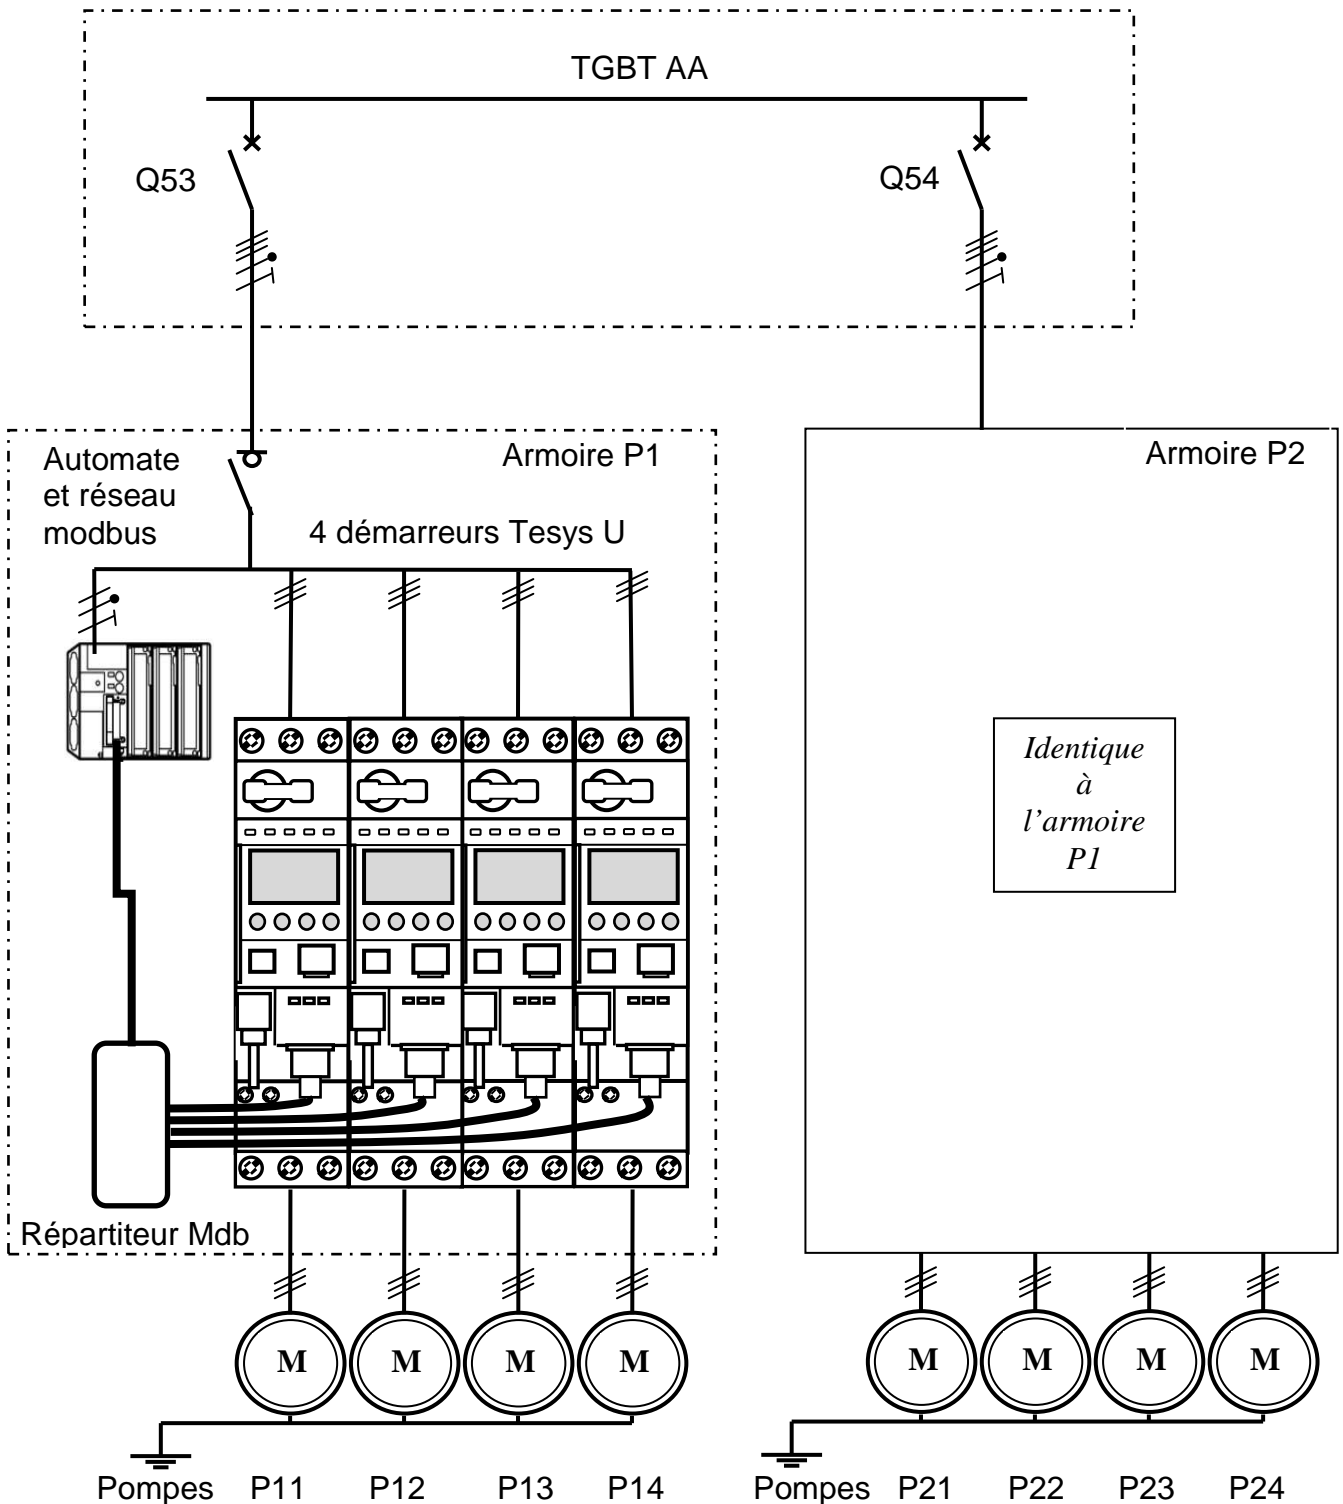 TGBT AA
Q53
Q54
Automate
et réseau
modbus
Armoire P1
4 démarreurs Tesys U
Armoire P2
Identique
à
l'armoire
P1
Répartiteur Mdb
M M M M M M M M
Pompes P11 P12 P13 P14 Pompes P21 P22 P23 P24